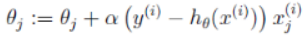 θ_j := θ_j + α (y^{(i)} − h_θ(x^{(i)})) x_j^{(i)}